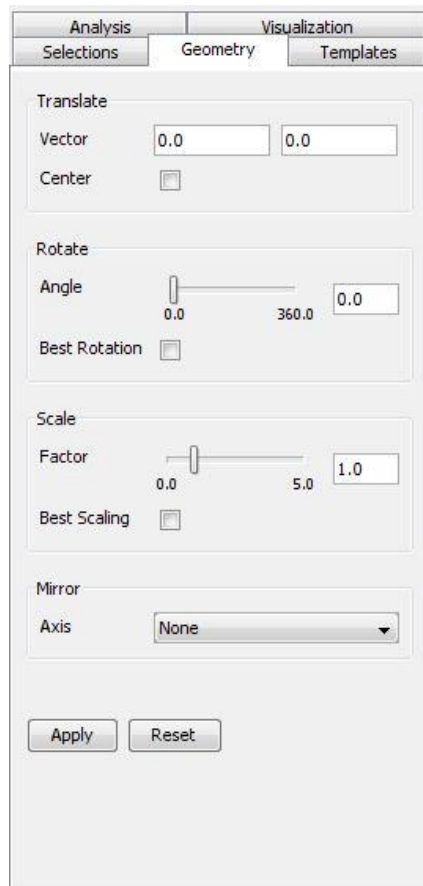 Analysis Visualization
Selections Geometry Templates
Translate
Vector 0.0 0.0
Center
Rotate
Angle 0.0
0.0 360.0
Best Rotation
Scale
Factor 1.0
0.0 5.0
Best Scaling
Mirror
Axis None
Apply Reset